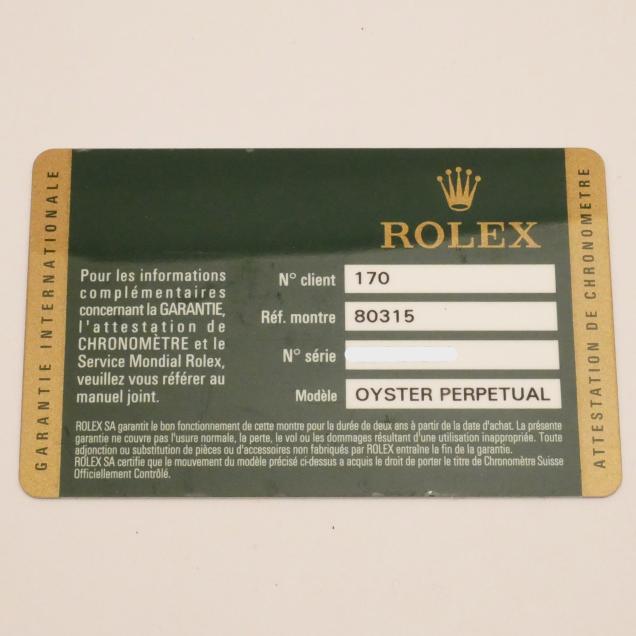 GARANTIE INTERNATIONALE
ROLEX
Pour les informations
complémentaires
concernant la GARANTIE,
l'attestation de
CHRONOMÈTRE et le
Service Mondial Rolex,
veuillez vous référer au
manuel joint.
N° client 170
Réf. montre 80315
N° série
Modèle OYSTER PERPETUAL
ROLEX SA garantit le bon fonctionnement de cette montre pour la durée de deux ans à partir de la date d'achat. La présente
garantie ne couvre pas l'usure normale, la perte, le vol ou les dommages résultant d'une utilisation inappropriée. Toute
adjonction ou substitution de pièces ou d'accessoires non fabriqués par ROLEX entraîne la fin de la garantie.
ROLEX SA certifie que le mouvement du modèle précisé ci-dessus a acquis le droit de porter le titre de Chronomètre Suisse
Officiellement Contrôlé.
ATTESTATION DE CHRONOMETRE